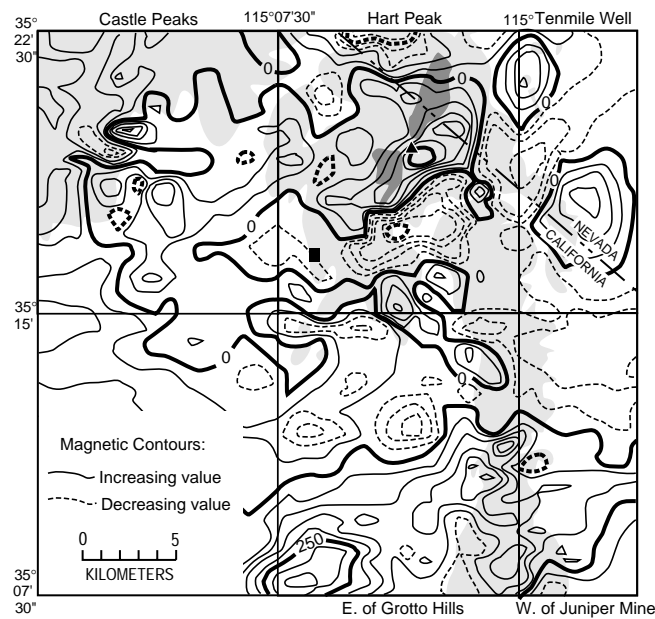 Castle Peaks 115°07'30" Hart Peak 115° Tenmile Well
35°
22'
30"
0
0
0
0
0
NEVADA
CALIFORNIA
0
35°
15'
0
0
Magnetic Contours:
Increasing value
Decreasing value
0 5
KILOMETERS
250
35°
07'
30"
E. of Grotto Hills W. of Juniper Mine